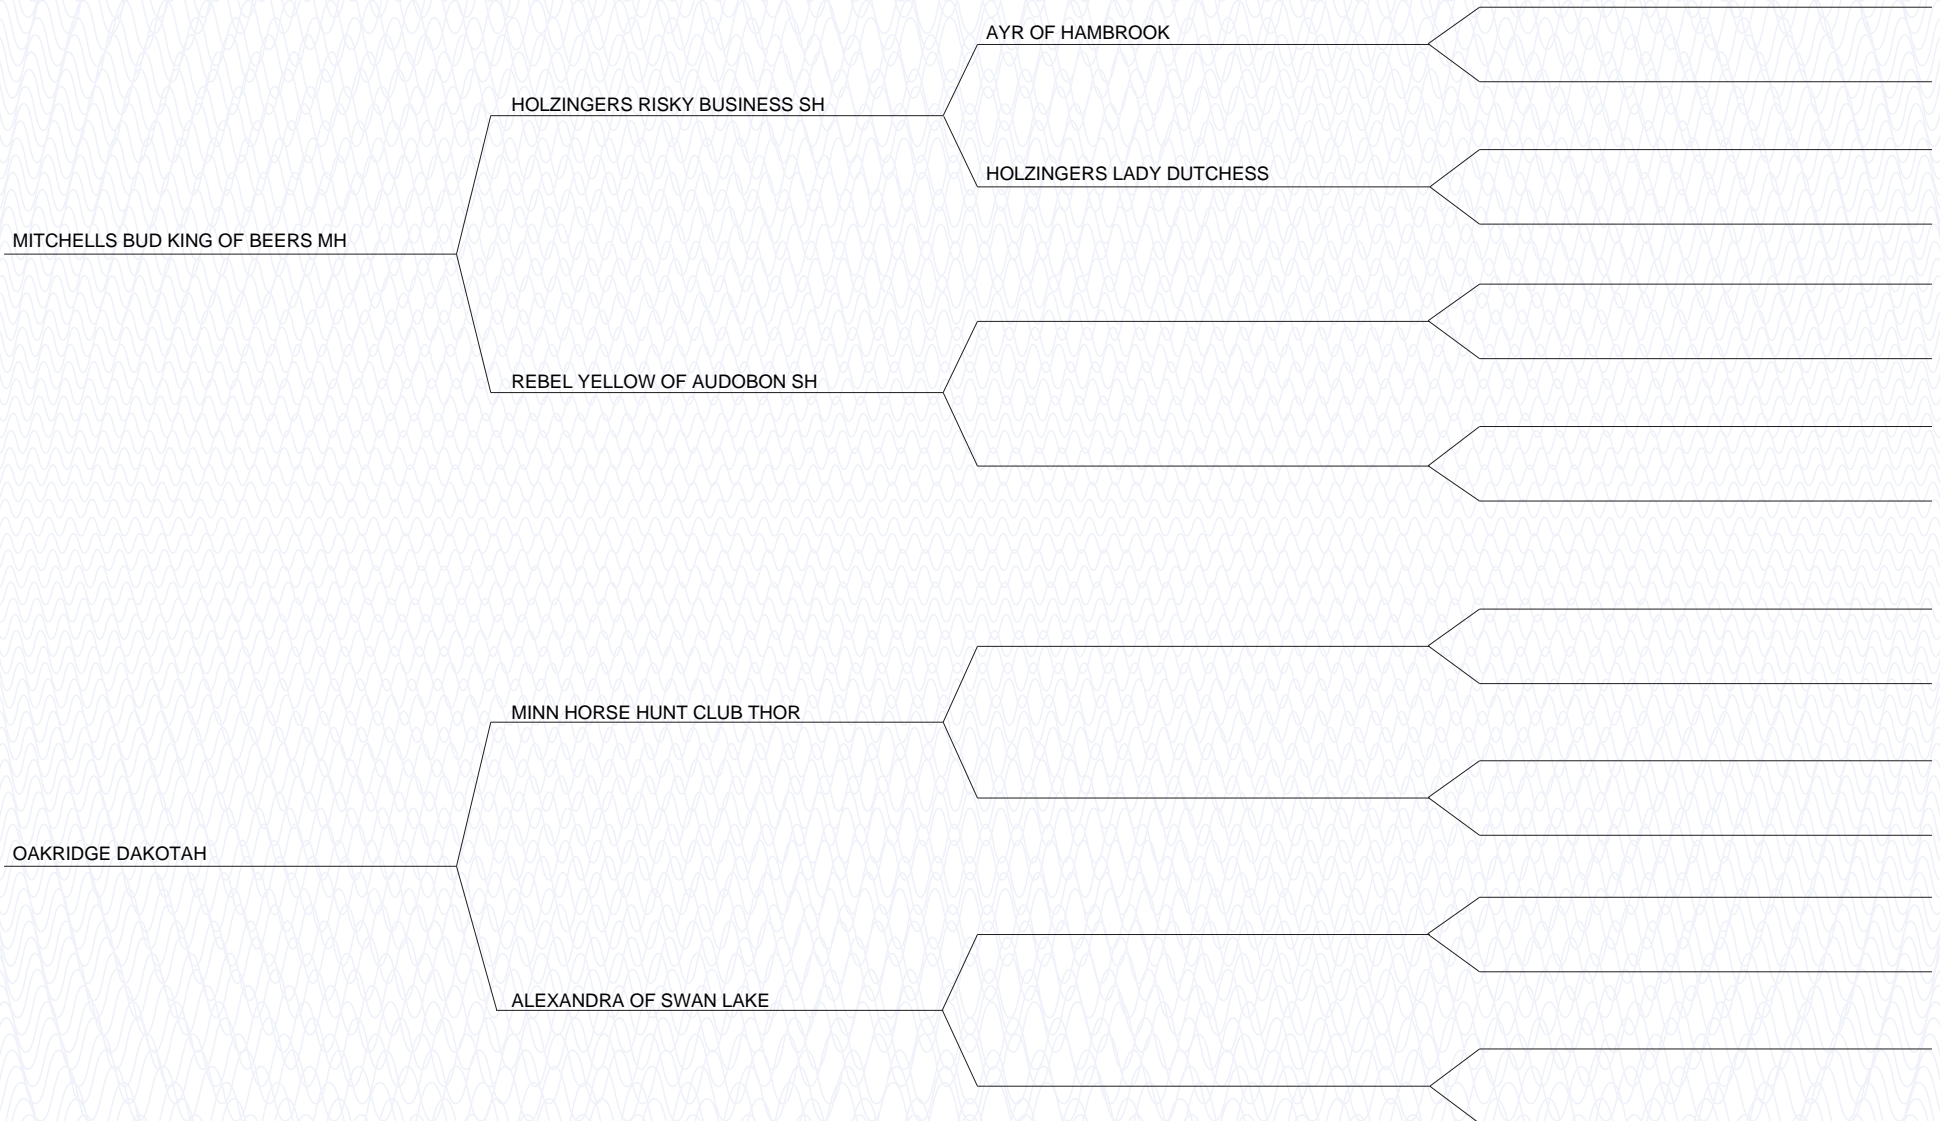 AYR OF HAMBROOK
HOLZINGERS RISKY BUSINESS SH
HOLZINGERS LADY DUTCHESS
MITCHELLS BUD KING OF BEERS MH
REBEL YELLOW OF AUDOBON SH
MINN HORSE HUNT CLUB THOR
OAKRIDGE DAKOTAH
ALEXANDRA OF SWAN LAKE